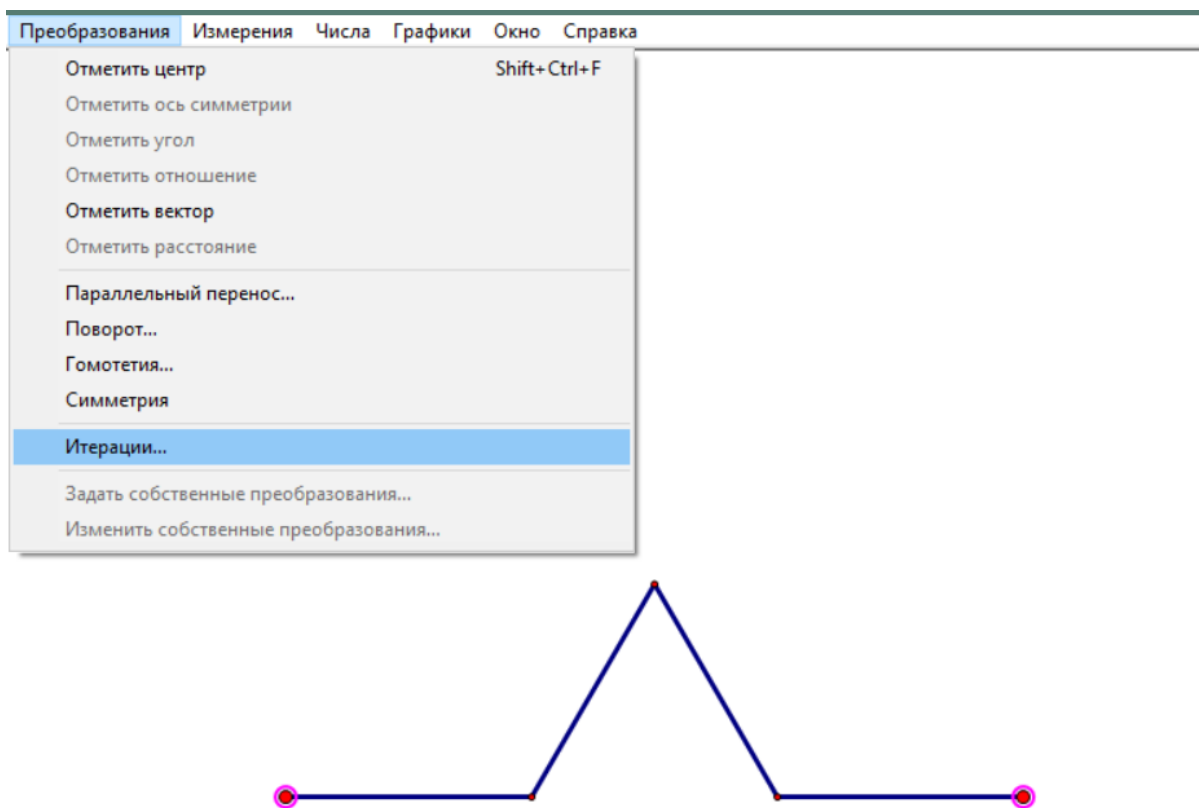 Преобразования Измерения Числа Графики Окно Справка
Отметить центр Shift+Ctrl+F
Отметить ось симметрии
Отметить угол
Отметить отношение
Отметить вектор
Отметить расстояние
Параллельный перенос...
Поворот...
Гомотетия...
Симметрия
Итерации...
Задать собственные преобразования...
Изменить собственные преобразования...